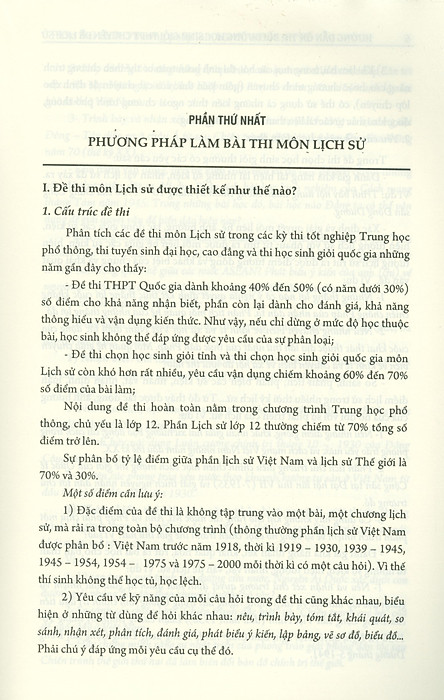 PHẦN THỨ NHẤT
PHƯƠNG PHÁP LÀM BÀI THI MÔN LỊCH SỬ
I. Đề thi môn Lịch sử được thiết kế như thế nào?
1. Cấu trúc đề thi
Phân tích các đề thi môn Lịch sử trong các kỳ thi tốt nghiệp Trung học
phổ thông, thi tuyển sinh đại học, cao đẳng và thi học sinh giỏi quốc gia những
năm gần đây cho thấy:
- Đề thi THPT Quốc gia dành khoảng 40% đến 50% (có năm dưới 30%)
số điểm cho khả năng nhận biết, phần còn lại dành cho đánh giá, khả năng
thông hiểu và vận dụng kiến thức. Như vậy, nếu chỉ dừng ở mức độ học thuộc
bài, học sinh không thể đáp ứng được yêu cầu của sự phân loại;
- Đề thi chọn học sinh giỏi tỉnh và thi chọn học sinh giỏi quốc gia môn
Lịch sử còn khó hơn rất nhiều, yêu cầu vận dụng chiếm khoảng 60% đến 70%
số điểm của bài làm;
Nội dung đề thi hoàn toàn nằm trong chương trình Trung học phổ
thông, chủ yếu là lớp 12. Phần Lịch sử lớp 12 thường chiếm từ 70% tổng số
điểm trở lên.
Sự phân bố tỷ lệ điểm giữa phần lịch sử Việt Nam và lịch sử Thế giới là
70% và 30%.
Một số điểm cần lưu ý:
1) Đặc điểm của đề thi là không tập trung vào một bài, một chương lịch
sử, mà rải ra trong toàn bộ chương trình (thông thường phần lịch sử Việt Nam
được phân bố : Việt Nam trước năm 1918, thời kì 1919 – 1930, 1939 – 1945,
1945 – 1954, 1954 – 1975 và 1975 – 2000 mỗi thời kì có một câu hỏi). Vì thế
thí sinh không thể học tủ, học lệch.
2) Yêu cầu về kỹ năng của mỗi câu hỏi trong đề thi cũng khác nhau, biểu
hiện ở những từ dùng để hỏi khác nhau: nêu, trình bày, tóm tắt, khái quát, so
sánh, nhận xét, phân tích, đánh giá, phát biểu ý kiến, lập bảng, vẽ sơ đồ, biểu đồ...
Phải chú ý đáp ứng mỗi yêu cầu cụ thể đó.